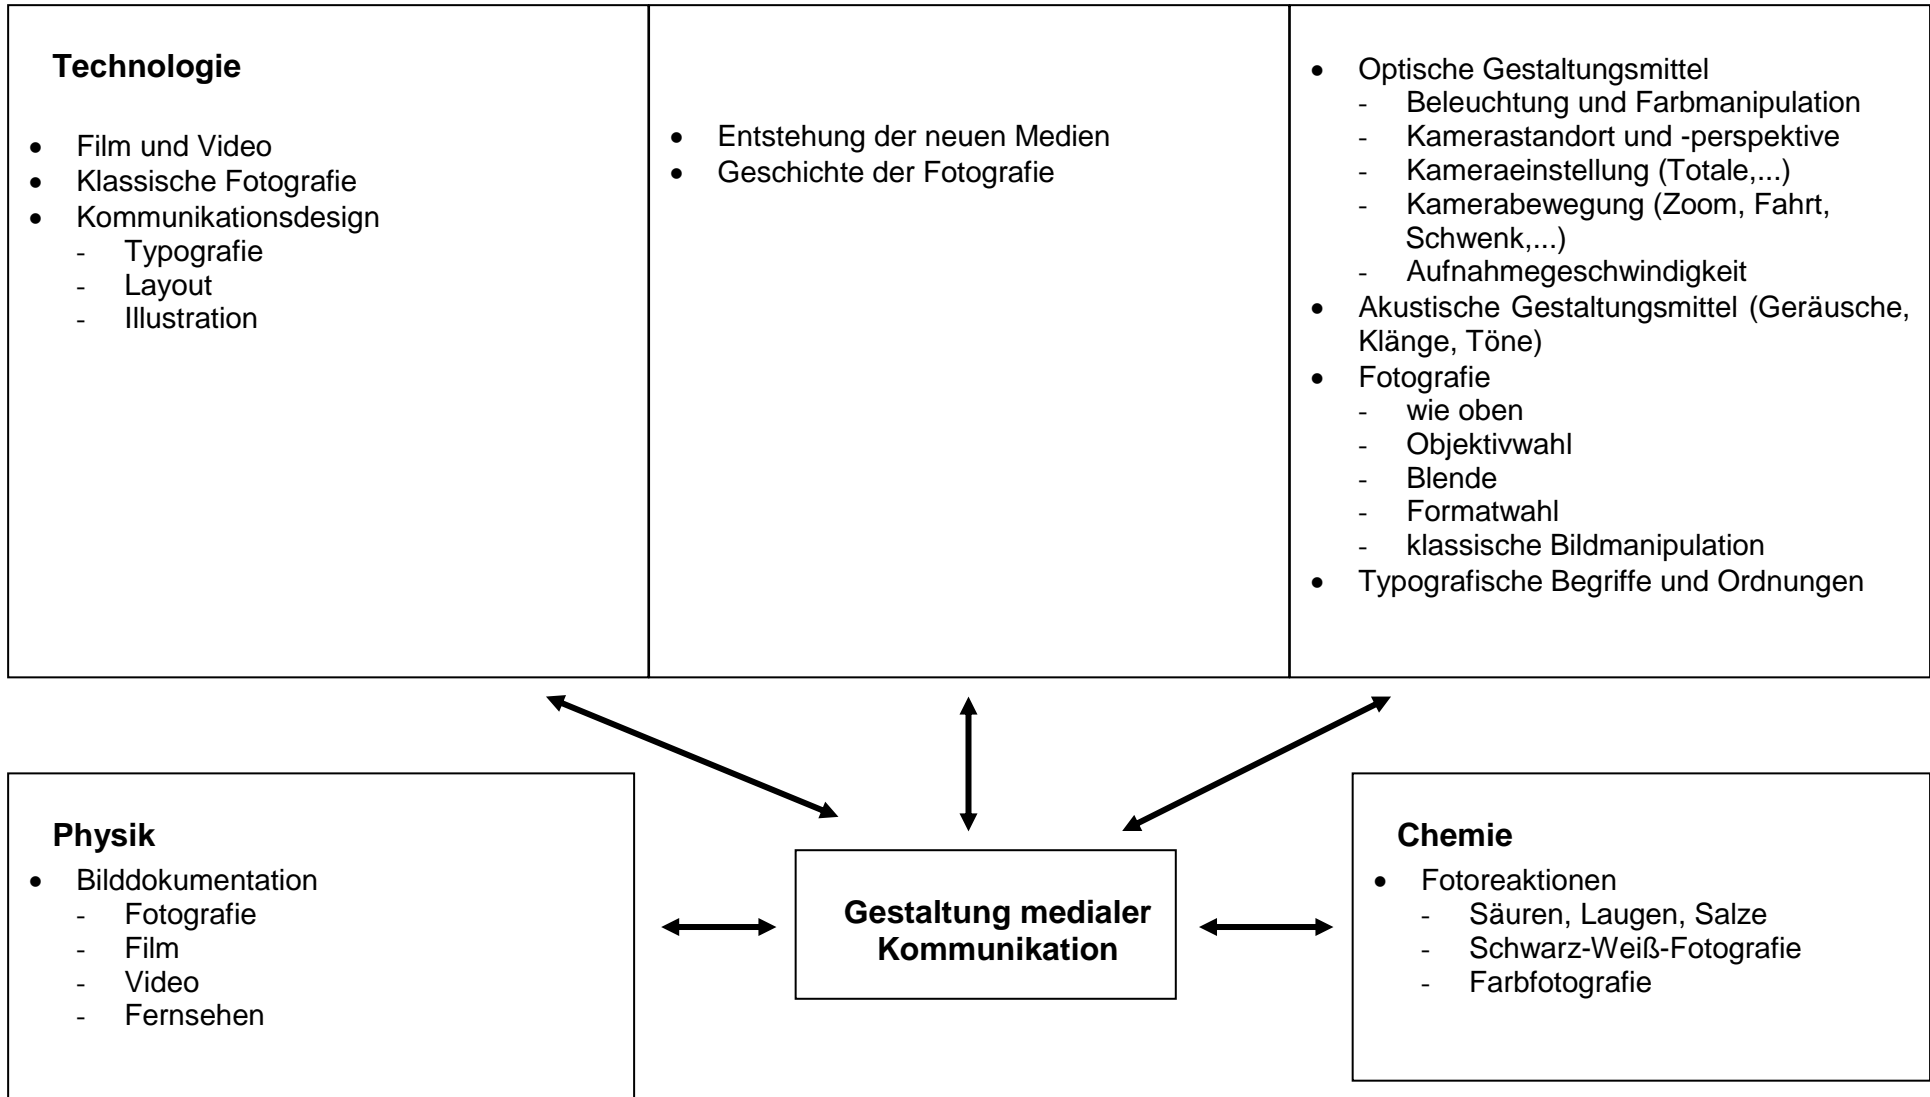 Technologie
• Film und Video
• Klassische Fotografie
• Kommunikationsdesign
- Typografie
- Layout
- Illustration
• Entstehung der neuen Medien
• Geschichte der Fotografie
• Optische Gestaltungsmittel
- Beleuchtung und Farbmanipulation
- Kamerastandort und -perspektive
- Kameraeinstellung (Totale,...)
- Kamerabewegung (Zoom, Fahrt,
Schwenk,...)
- Aufnahmegeschwindigkeit
• Akustische Gestaltungsmittel (Geräusche,
Klänge, Töne)
• Fotografie
- wie oben
- Objektivwahl
- Blende
- Formatwahl
- klassische Bildmanipulation
• Typografische Begriffe und Ordnungen
Physik
• Bilddokumentation
- Fotografie
- Film
- Video
- Fernsehen
Gestaltung medialer
Kommunikation
Chemie
• Fotoreaktionen
- Säuren, Laugen, Salze
- Schwarz-Weiß-Fotografie
- Farbfotografie